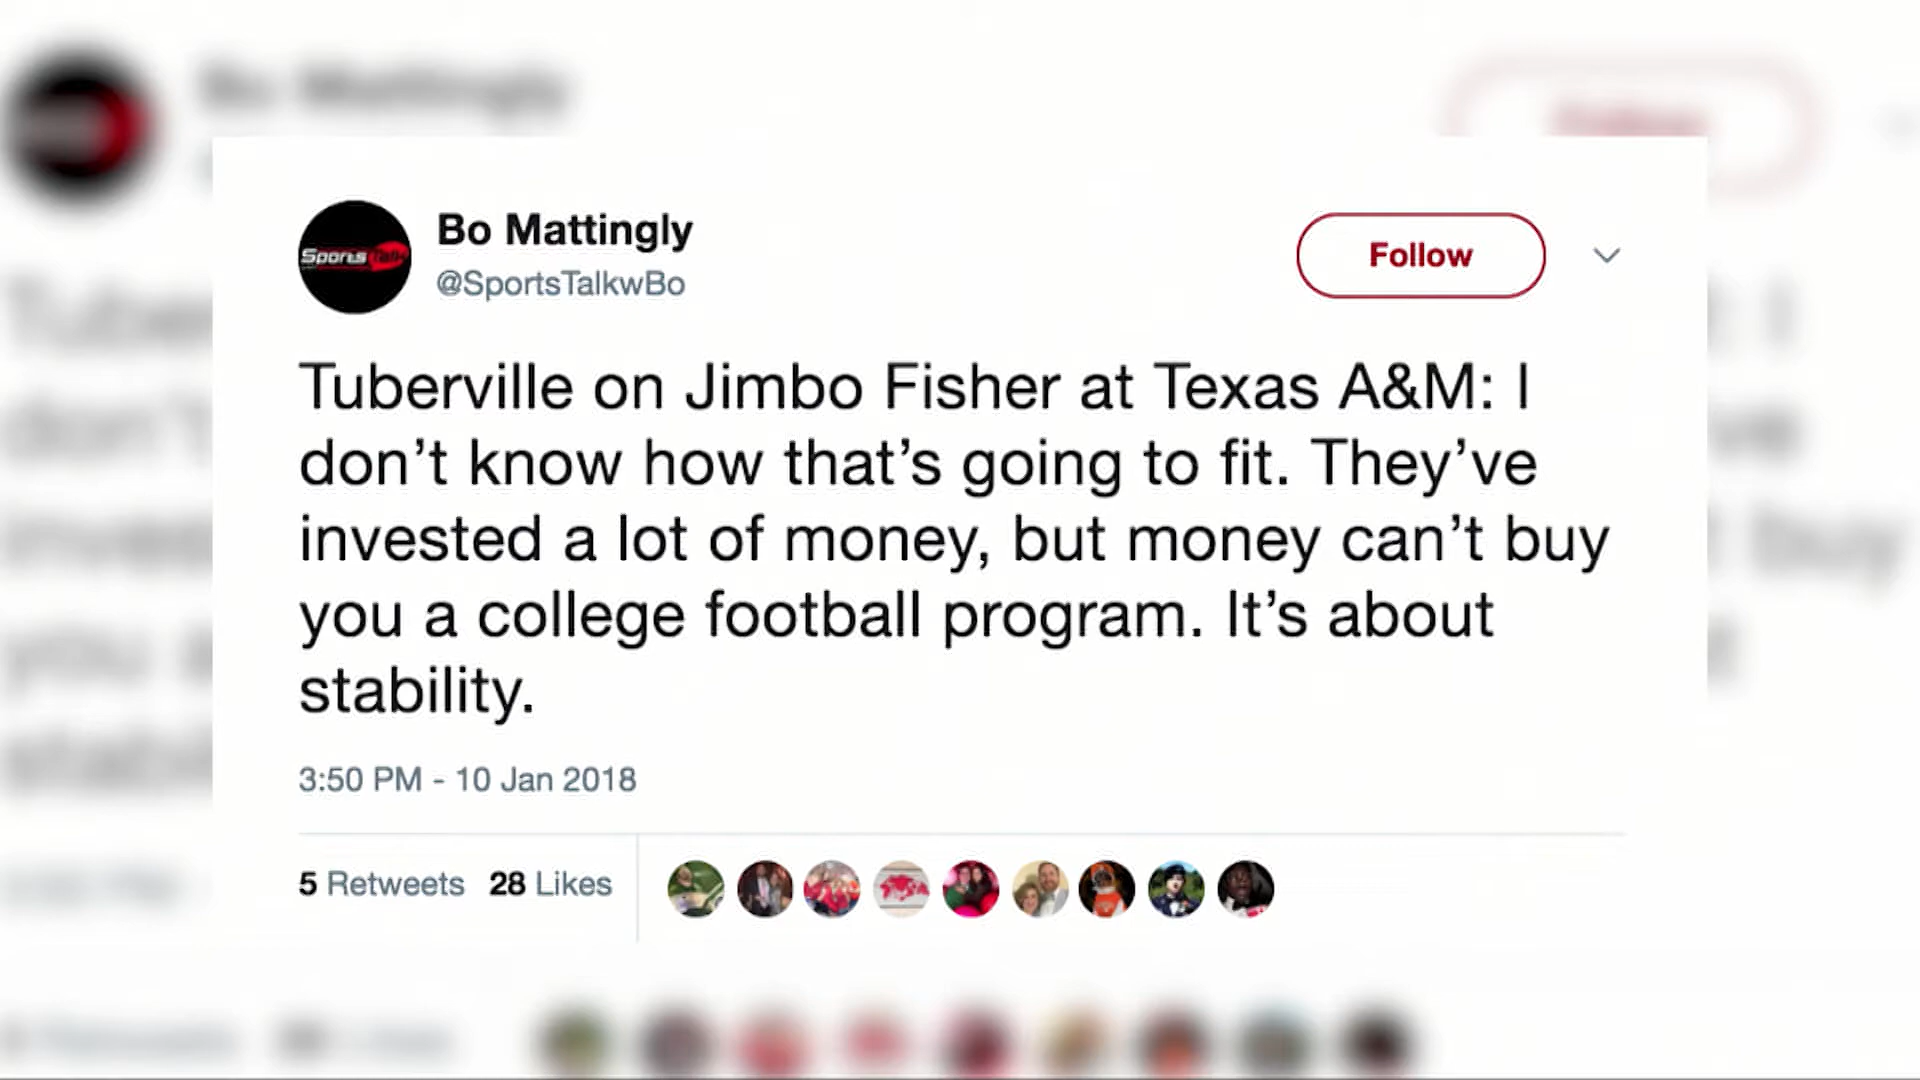 Bo Mattingly
@SportsTalkwBo
Follow
Sports Talk
Tuberville on Jimbo Fisher at Texas A&M: I
don’t know how that’s going to fit. They’ve
invested a lot of money, but money can’t buy
you a college football program. It’s about
stability.
3:50 PM - 10 Jan 2018
5 Retweets 28 Likes